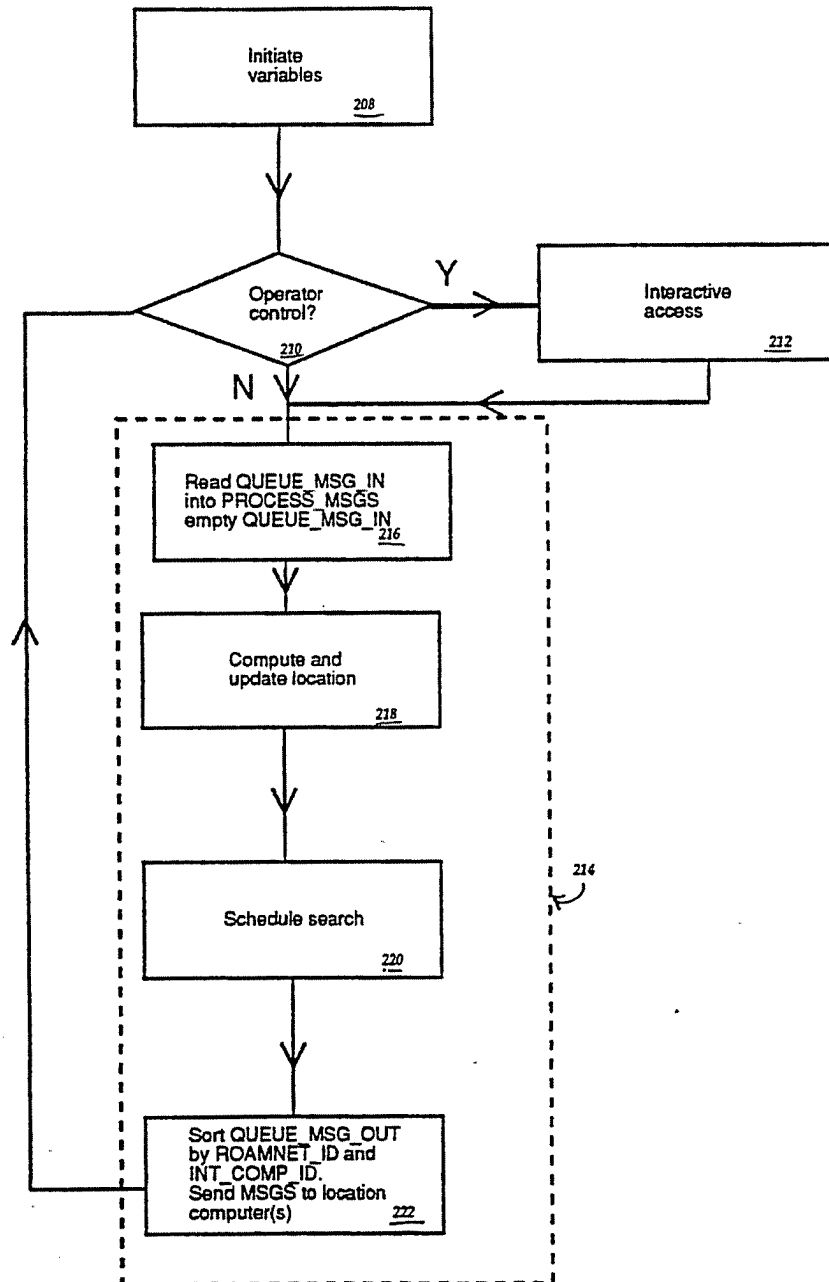 Initiate
variables
208
Operator
control?
210
Y
Interactive
access
212
N
Read QUEUE_MSG_IN
into PROCESS_MSGS
empty QUEUE_MSG_IN
216
Compute and
update location
218
214
Schedule search
220
Sort QUEUE_MSG_OUT
by ROAMNET_ID and
INT_COMP_ID.
Send MSGS to location
computer(s)
222